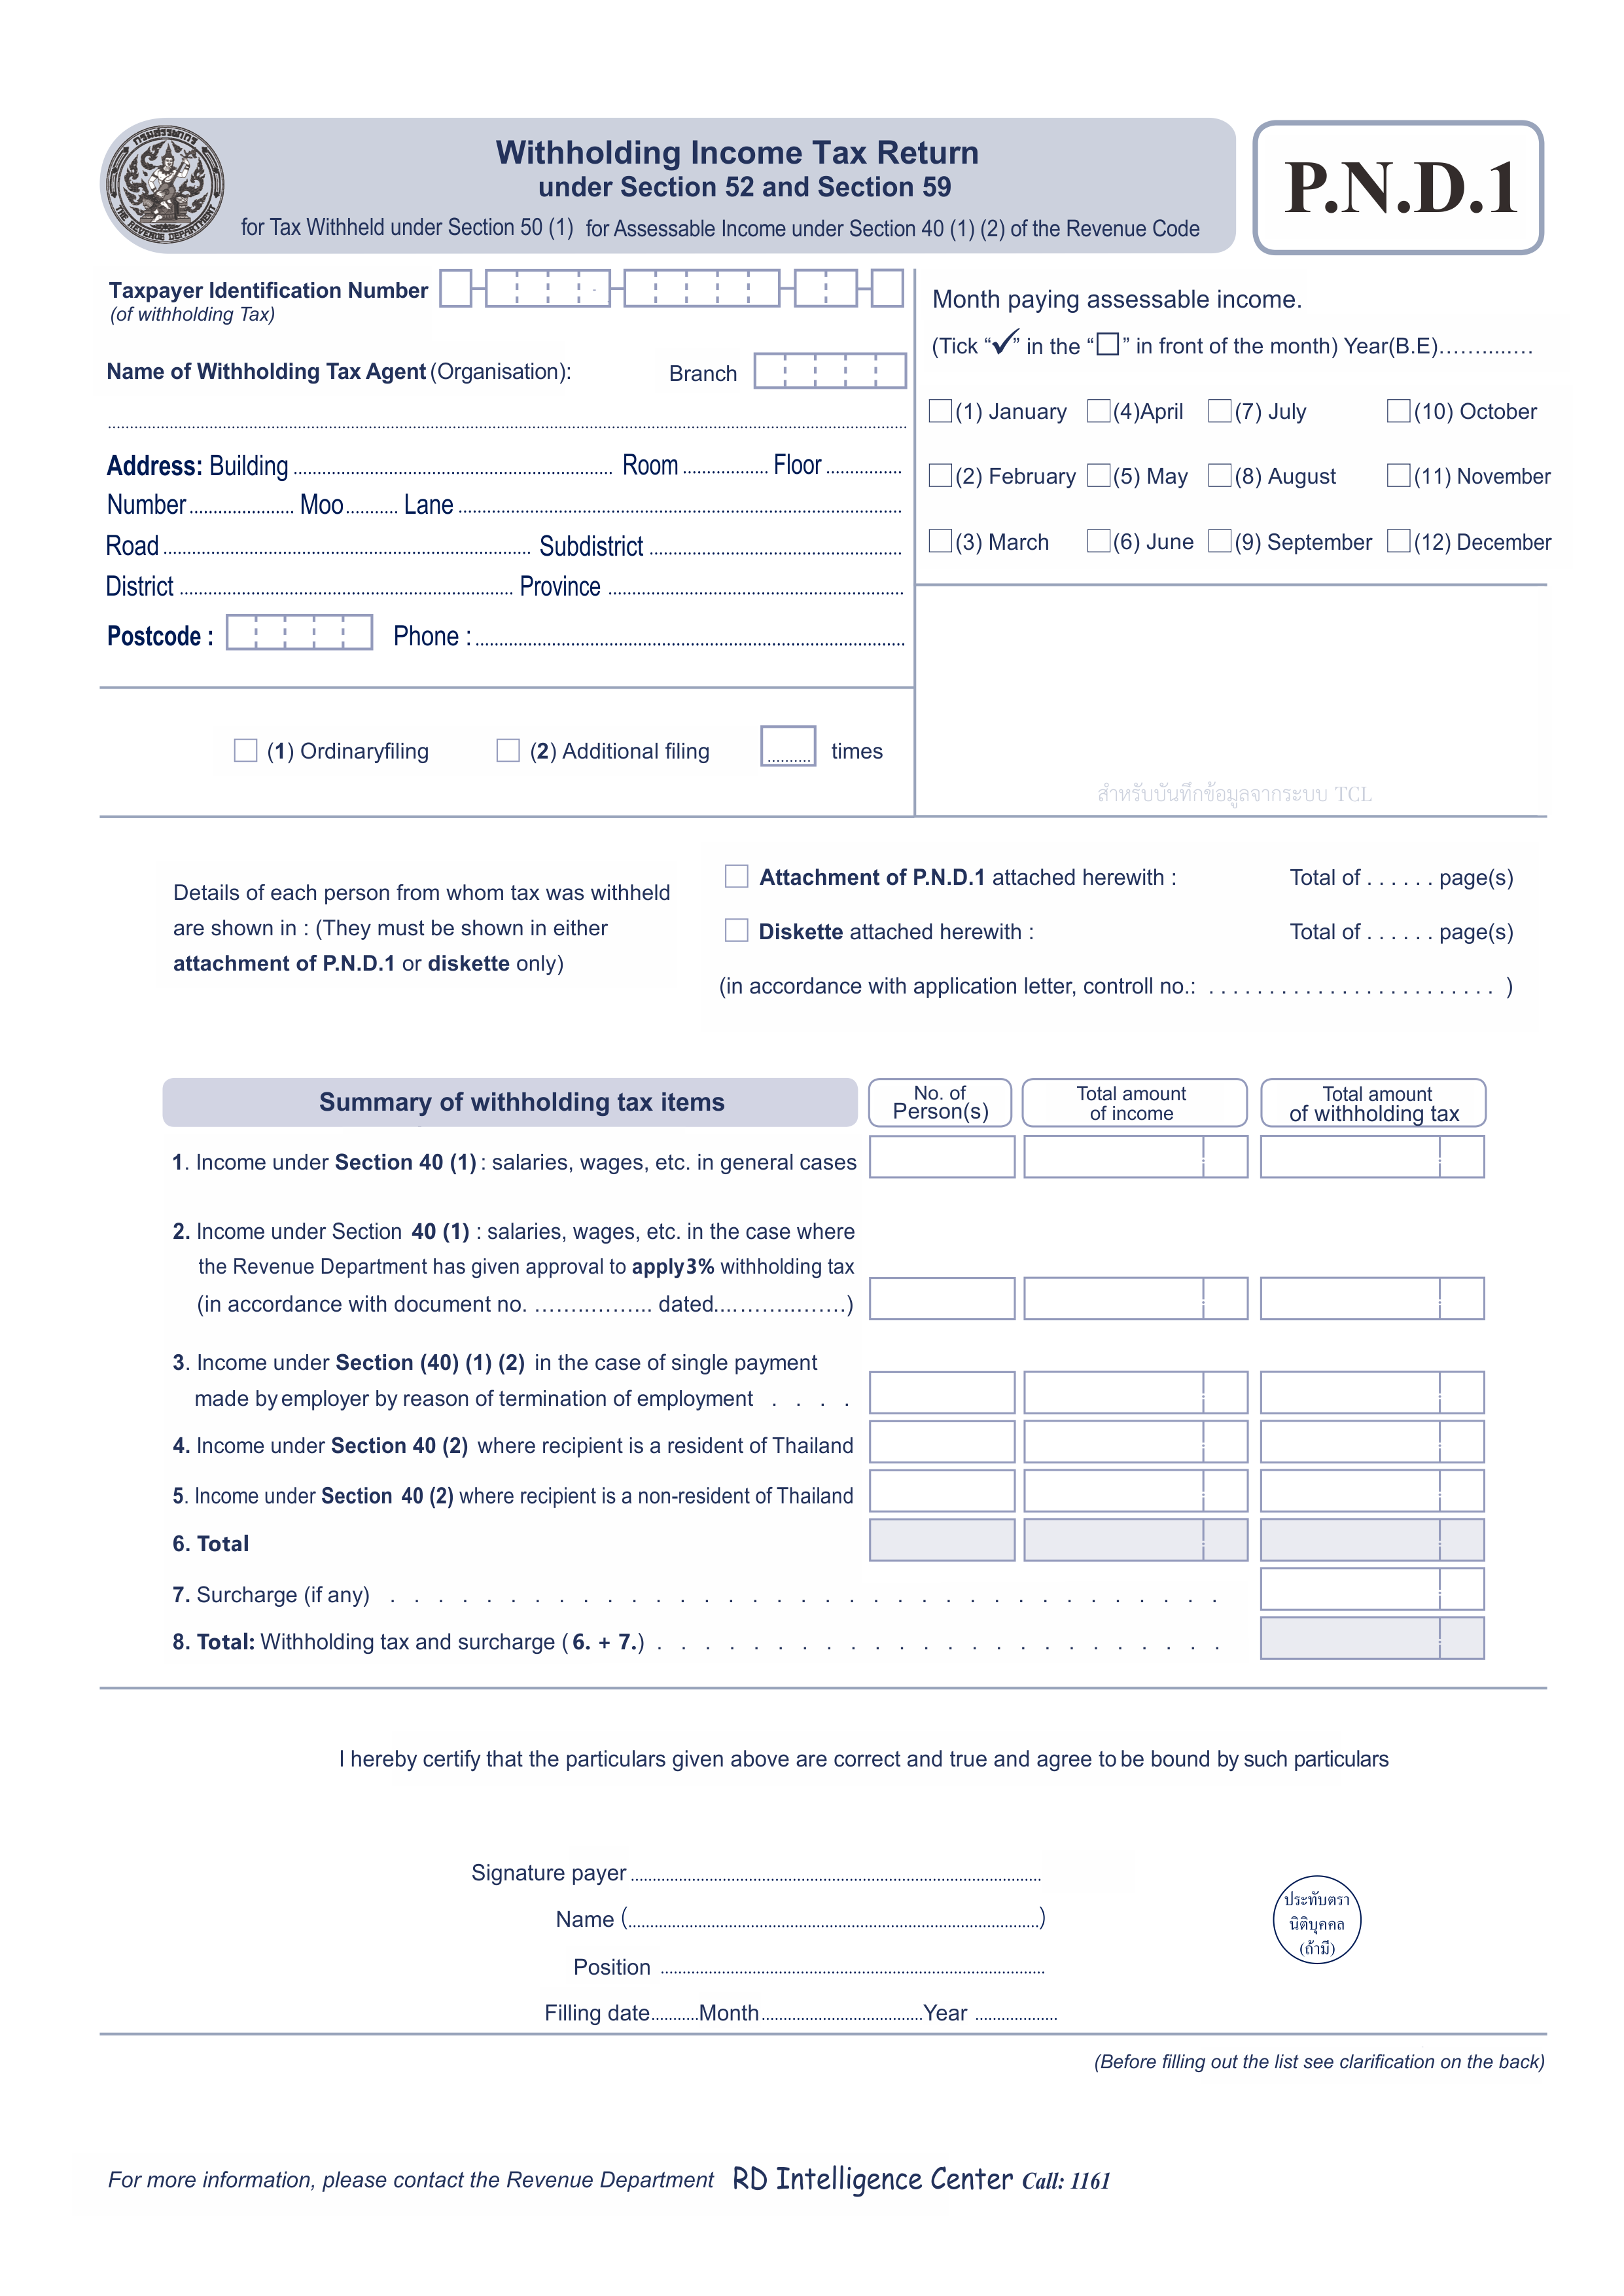 Withholding Income Tax Return
under Section 52 and Section 59
for Tax Withheld under Section 50 (1) for Assessable Income under Section 40 (1) (2) of the Revenue Code
กรมสรรพากร
THE REVENUE DEPARTMENT
P.N.D.1
Taxpayer Identification Number
(of withholding Tax)
Name of Withholding Tax Agent (Organisation):
Branch
Address: Building ........ Room ........ Floor ........
Number ........ Moo ........ Lane ........
Road ........ Subdistrict ........
District ........ Province ........
Postcode : Phone : ........
(1) Ordinaryfiling (2) Additional filing ........ times
Month paying assessable income.
(Tick “✓” in the “☐” in front of the month) Year(B.E)............
(1) January (4)April (7) July (10) October
(2) February (5) May (8) August (11) November
(3) March (6) June (9) September (12) December
สำหรับบันทึกข้อมูลจากระบบ TCL
Details of each person from whom tax was withheld
are shown in : (They must be shown in either
attachment of P.N.D.1 or diskette only)
Attachment of P.N.D.1 attached herewith : Total of . . . . . . page(s)
Diskette attached herewith : Total of . . . . . . page(s)
(in accordance with application letter, controll no.: . . . . . . . . . . . . . . . . . . . . . . . . )
Summary of withholding tax items
No. of
Person(s)
Total amount
of income
Total amount
of withholding tax
1. Income under Section 40 (1) : salaries, wages, etc. in general cases
2. Income under Section 40 (1) : salaries, wages, etc. in the case where
the Revenue Department has given approval to apply3% withholding tax
(in accordance with document no. .................. dated..................)
3. Income under Section (40) (1) (2) in the case of single payment
made by employer by reason of termination of employment . . . .
4. Income under Section 40 (2) where recipient is a resident of Thailand
5. Income under Section 40 (2) where recipient is a non-resident of Thailand
6. Total
7. Surcharge (if any) . . . . . . . . . . . . . . . . . . . . . . . . . . . . . . . . . . .
8. Total: Withholding tax and surcharge ( 6. + 7.) . . . . . . . . . . . . . . . . . . . . . . . .
I hereby certify that the particulars given above are correct and true and agree to be bound by such particulars
Signature payer ........
Name (........)
Position ........
Filling date........Month........Year ........
ประทับตรา
นิติบุคคล
(ถ้ามี)
(Before filling out the list see clarification on the back)
For more information, please contact the Revenue Department RD Intelligence Center Call: 1161